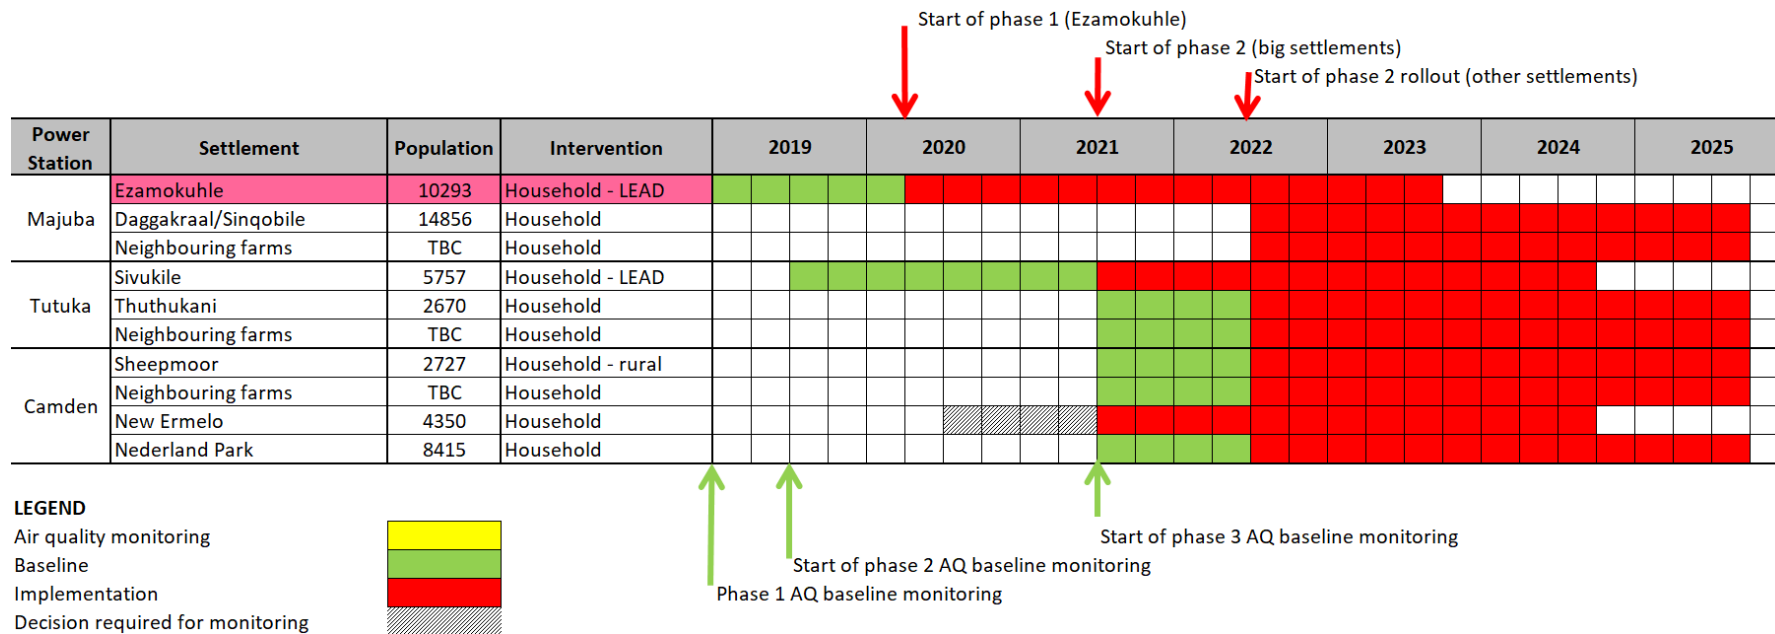 Start of phase 1 (Ezamokuhle)
Start of phase 2 (big settlements)
Start of phase 2 rollout (other settlements)
Power Station Settlement Population Intervention 2019 2020 2021 2022 2023 2024 2025
Majuba
Ezamokuhle 10293 Household - LEAD
Daggakraal/Sinqobile 14856 Household
Neighbouring farms TBC Household
Tutuka
Sivukile 5757 Household - LEAD
Thuthukani 2670 Household
Neighbouring farms TBC Household
Camden
Sheepmoor 2727 Household - rural
Neighbouring farms TBC Household
New Ermelo 4350 Household
Nederland Park 8415 Household
LEGEND
Air quality monitoring
Baseline
Implementation
Decision required for monitoring
Start of phase 3 AQ baseline monitoring
Start of phase 2 AQ baseline monitoring
Phase 1 AQ baseline monitoring